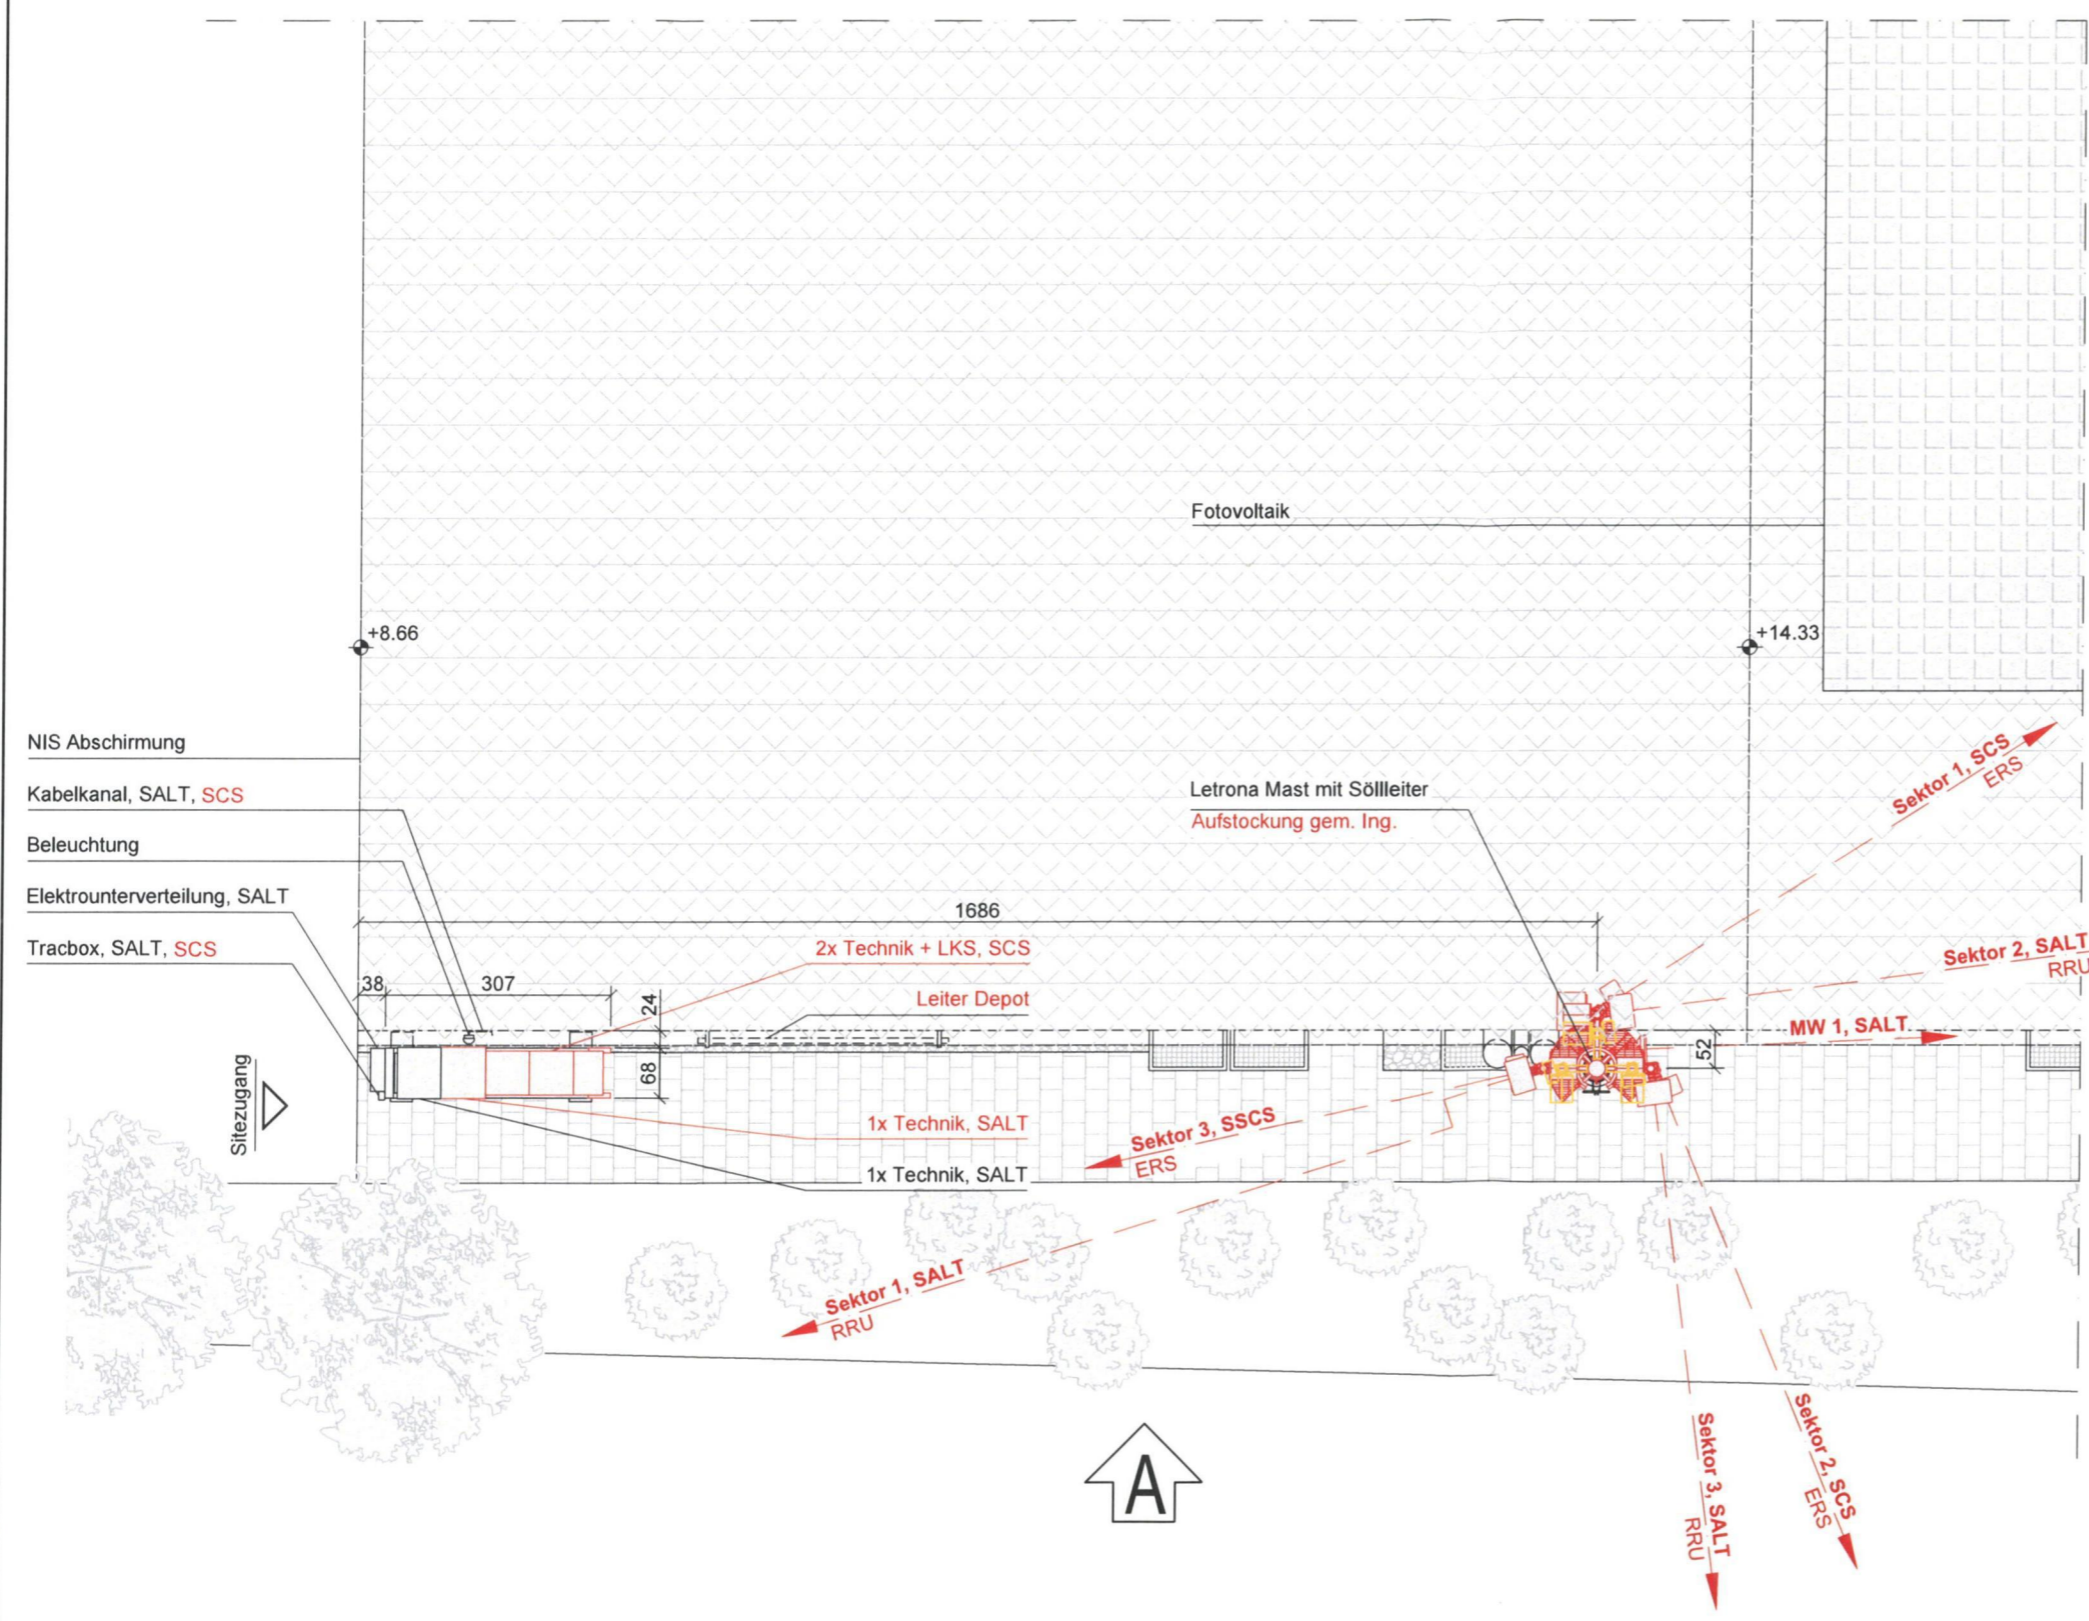 Fotovoltaik
+8.66
+14.33
NIS Abschirmung
Kabelkanal, SALT, SCS
Beleuchtung
Elektrounterverteilung, SALT
Tracbox, SALT, SCS
Letrona Mast mit Söllleiter
Aufstockung gem. Ing.
Sektor 1, SCS
ERS
1686
2x Technik + LKS, SCS
Sektor 2, SALT
RRU
38
307
24
Leiter Depot
MW 1, SALT
52
68
Sitezugang
1x Technik, SALT
Sektor 3, SSCS
ERS
1x Technik, SALT
Sektor 1, SALT
RRU
Sektor 3, SALT
RRU
Sektor 2, SCS
ERS
A